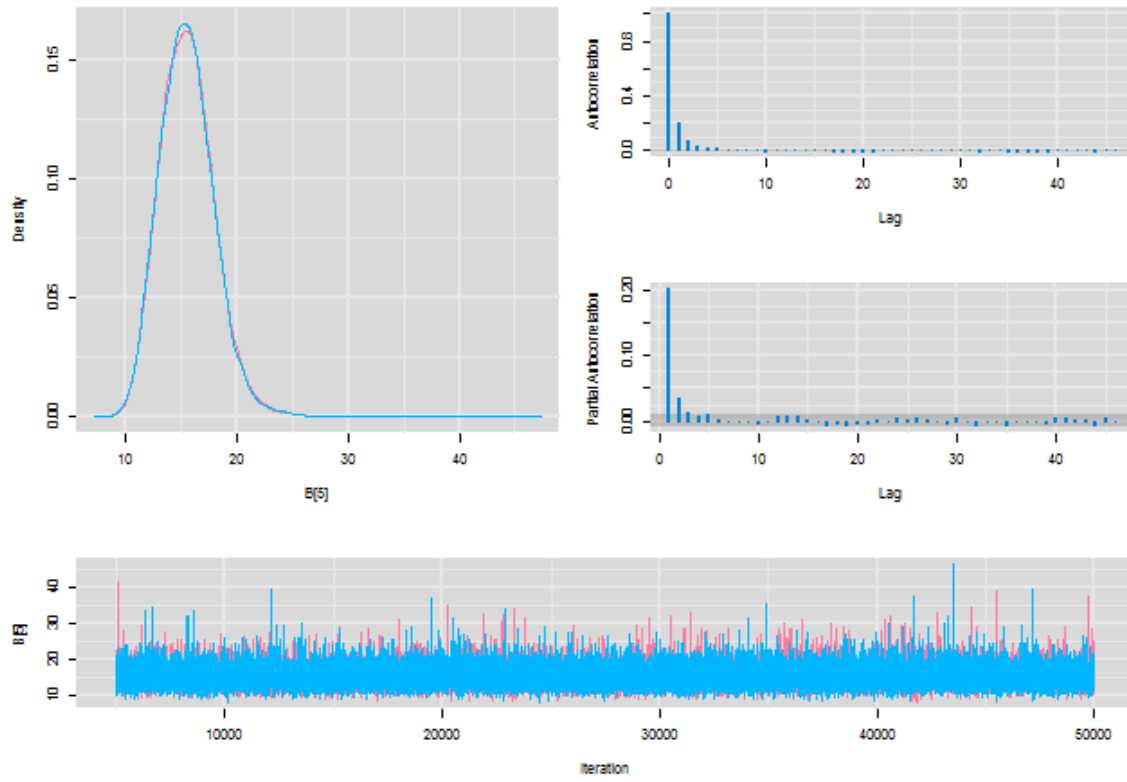 0.00 0.05 0.10 0.15
Density
10 20 30 40
B[5]
0.0 0.4 0.8
Autocorrelation
0 10 20 30 40
Lag
0.00 0.10 0.20
Partial Autocorrelation
0 10 20 30 40
Lag
10 20 30 40
B[5]
10000 20000 30000 40000 50000
Iteration